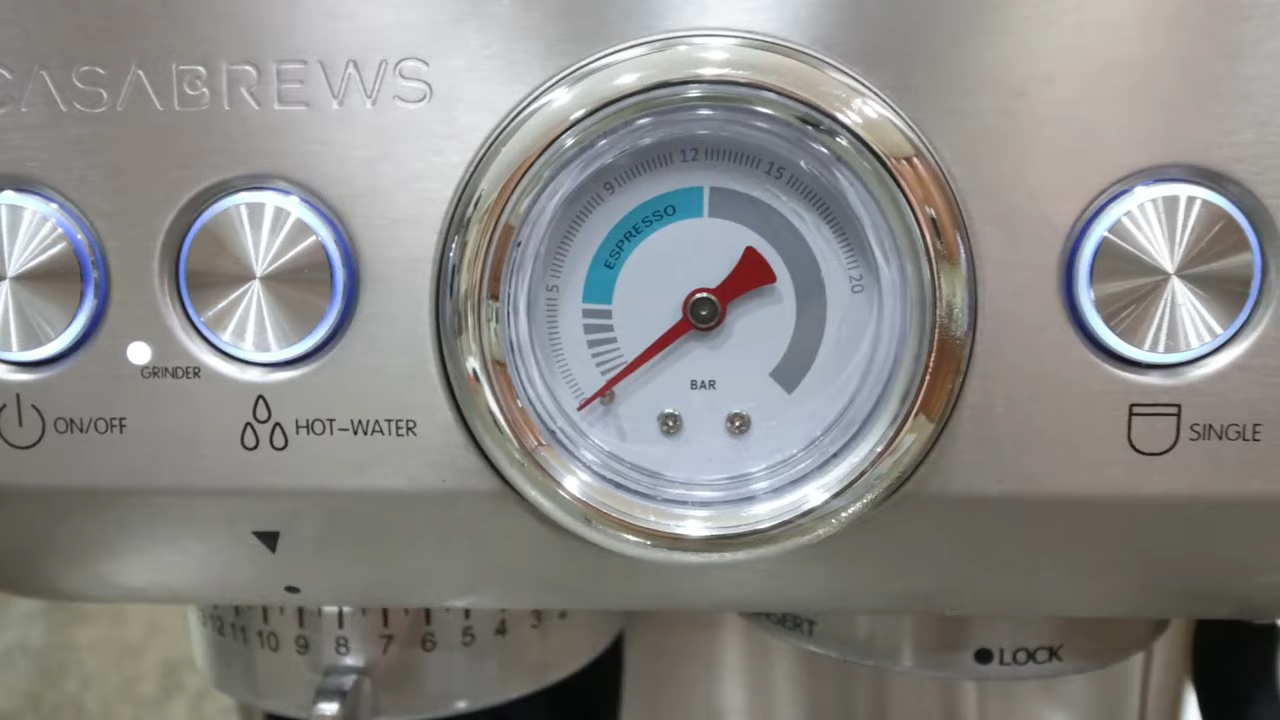 CASABREWS
12
9
15
ESPRESSO
5
20
BAR
GRINDER
ON/OFF
HOT-WATER
SINGLE
12 11 10 9 8 7 6 5 4 3
LOCK